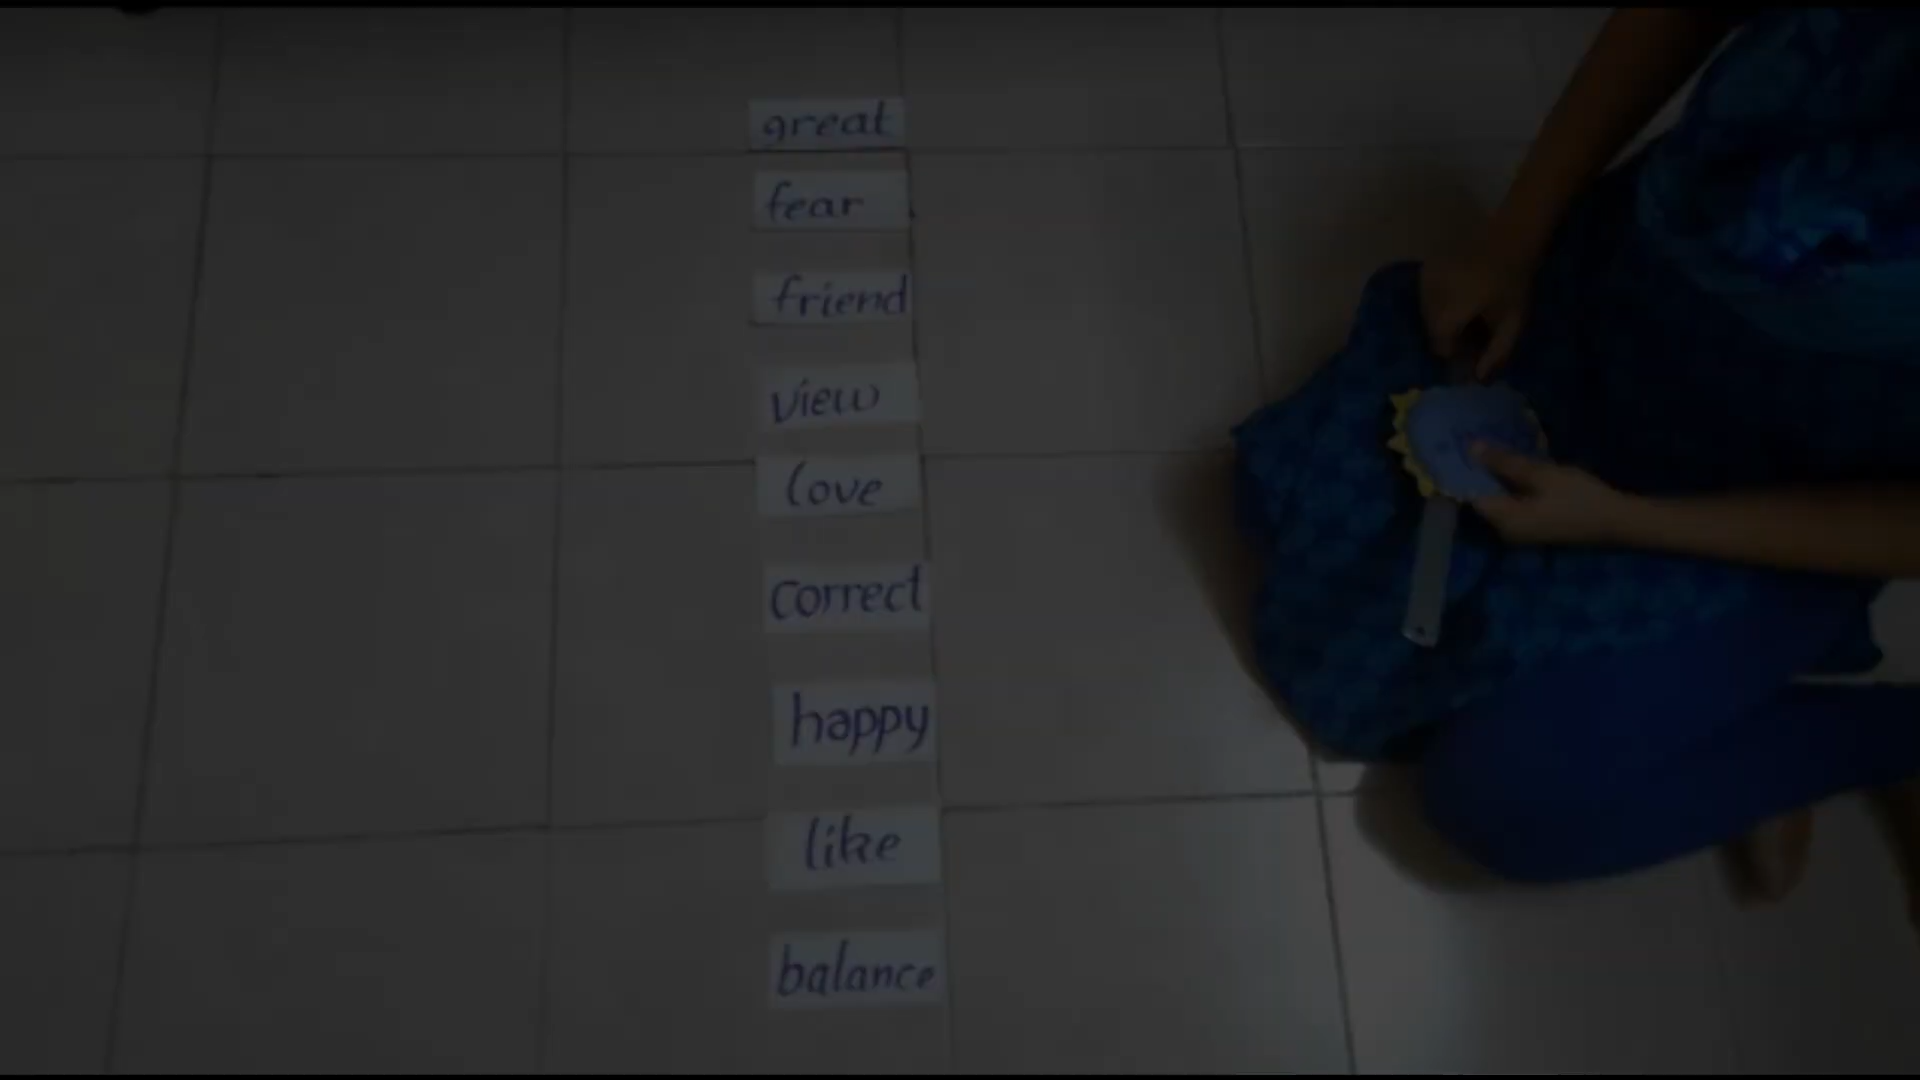 great
fear
friend
view
love
correct
happy
like
balance